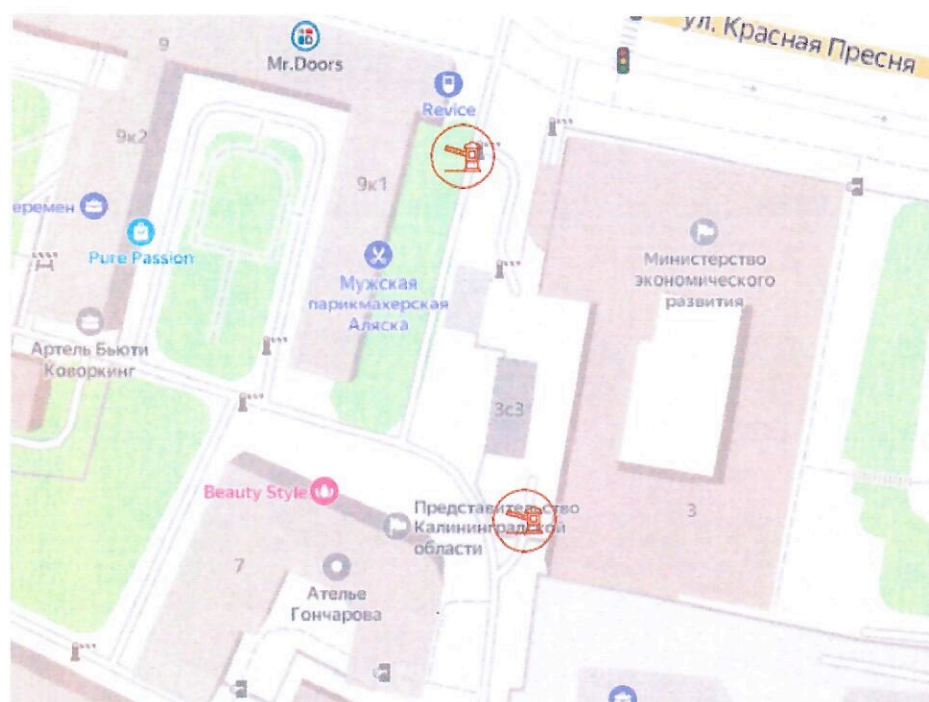 ул. Красная Пресня
9
Mr.Doors
Revice
9к2
9к1
еремен
Pure Passion
Министерство
экономического
развития
Мужская
парикмахерская
Аляска
Артель Бьюти
Коворкинг
3с3
Beauty Style
Представительство
Калининградской
области
3
7
Ателье
Гончарова